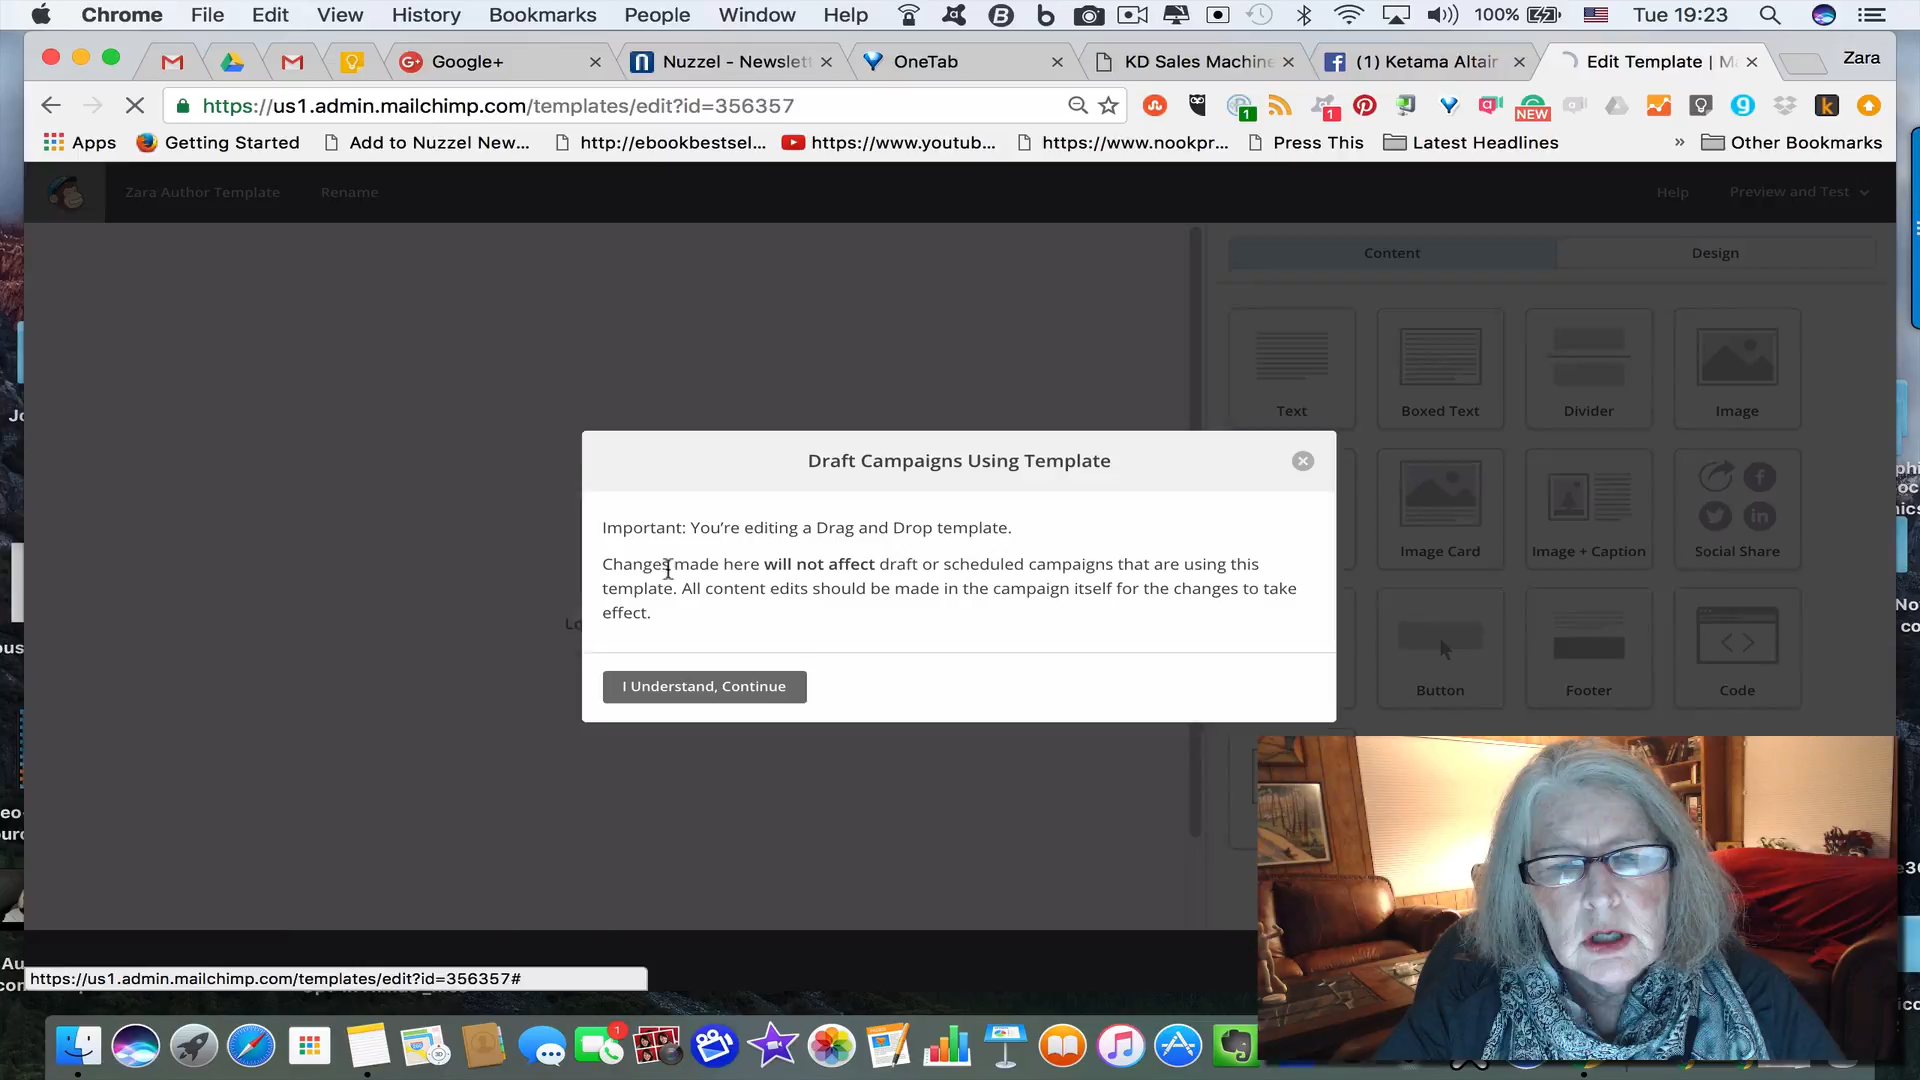 Chrome File Edit View History Bookmarks People Window Help 100% Tue 19:23
Google+ Nuzzel - Newslet OneTab KD Sales Machine (1) Ketama Altair Edit Template | M Zara
https://us1.admin.mailchimp.com/templates/edit?id=356357 1 1 NEW
Apps Getting Started Add to Nuzzel New... http://ebookbestsel... https://www.youtub... https://www.nookpr... Press This Latest Headlines » Other Bookmarks
Zara Author Template Rename Help Preview and Test
Content Design
Text Boxed Text Divider Image
Draft Campaigns Using Template
Important: You're editing a Drag and Drop template.
Changes made here will not affect draft or scheduled campaigns that are using this
template. All content edits should be made in the campaign itself for the changes to take
effect.
I Understand, Continue
Image Card Image + Caption Social Share
Button Footer Code
https://us1.admin.mailchimp.com/templates/edit?id=356357#
1